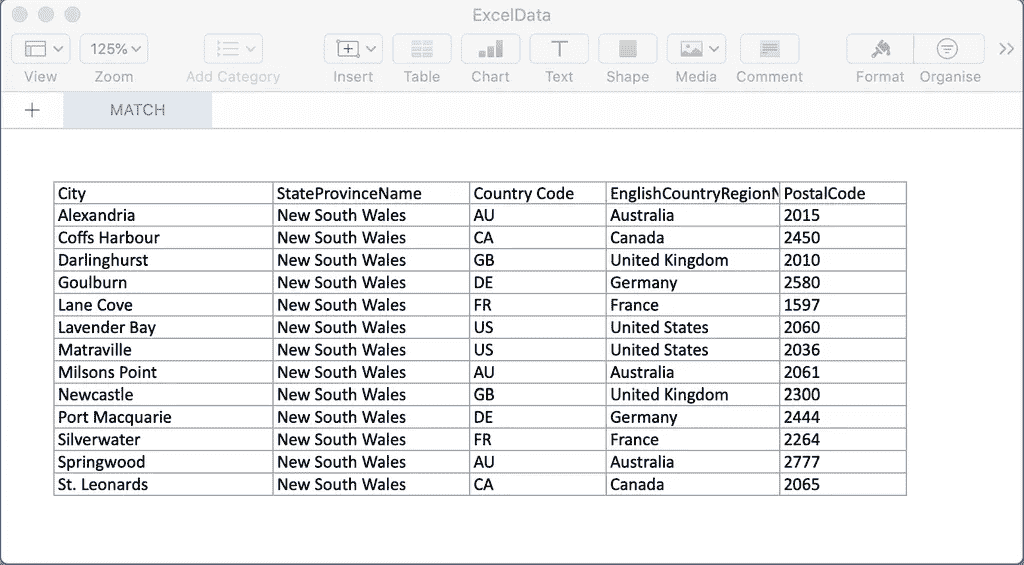 ExcelData
125%
View Zoom Add Category Insert Table Chart Text Shape Media Comment Format Organise
MATCH
City StateProvinceName Country Code EnglishCountryRegionN PostalCode
Alexandria New South Wales AU Australia 2015
Coffs Harbour New South Wales CA Canada 2450
Darlinghurst New South Wales GB United Kingdom 2010
Goulburn New South Wales DE Germany 2580
Lane Cove New South Wales FR France 1597
Lavender Bay New South Wales US United States 2060
Matraville New South Wales US United States 2036
Milsons Point New South Wales AU Australia 2061
Newcastle New South Wales GB United Kingdom 2300
Port Macquarie New South Wales DE Germany 2444
Silverwater New South Wales FR France 2264
Springwood New South Wales AU Australia 2777
St. Leonards New South Wales CA Canada 2065